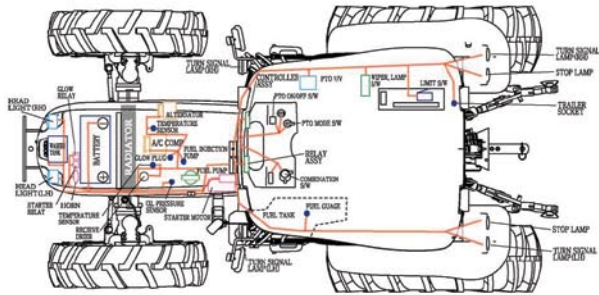 TURN SIGNAL
LAMP(RH)
GLOW
RELAY
HEAD
LIGHT(RH)
WASHER
TANK
BATTERY
RADIATOR
ALTERNATOR
TEMPERATURE
SENSOR
A/C COMP
GLOW PLUG
FUEL INJECTION
PUMP
FUEL PUMP
HEAD
LIGHT(LH)
STARTER
RELAT
HORN
TEMPERATURE
SENSOR
RECEIVE
DRIER
OIL PRESSURE
SENSOR
STARTER MOTOR
CONTROLLER
ASSY
PTO V/V
PTO ON/OFF S/W
WIPER, LAMP
S/W
LIMIT S/W
PTO MODE S/W
RELAY
ASSY
COMBINATION
S/W
FUEL TANK
FUEL GUAGE
TURN SIGNAL
LAMP(LH)
TURN SIGNAL
LAMP(RH)
STOP LAMP
TRAILER
SOCKET
STOP LAMP
TURN SIGNAL
LAMP(LH)